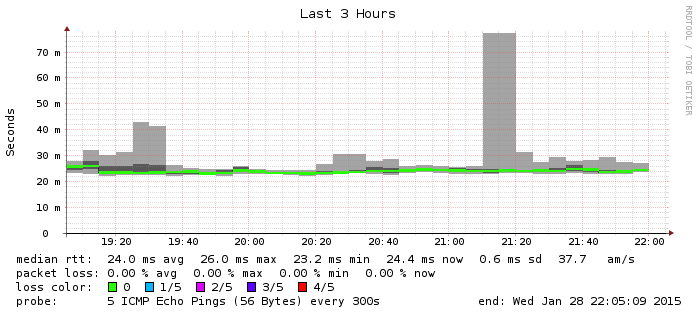 Last 3 Hours
RRDTOOL / TOBI OETIKER
Seconds
70 m
60 m
50 m
40 m
30 m
20 m
10 m
0
19:20 19:40 20:00 20:20 20:40 21:00 21:20 21:40 22:00
median rtt: 24.0 ms avg 26.0 ms max 23.2 ms min 24.4 ms now 0.6 ms sd 37.7 am/s
packet loss: 0.00 % avg 0.00 % max 0.00 % min 0.00 % now
loss color: 0 1/5 2/5 3/5 4/5
probe: 5 ICMP Echo Pings (56 Bytes) every 300s end: Wed Jan 28 22:05:09 2015